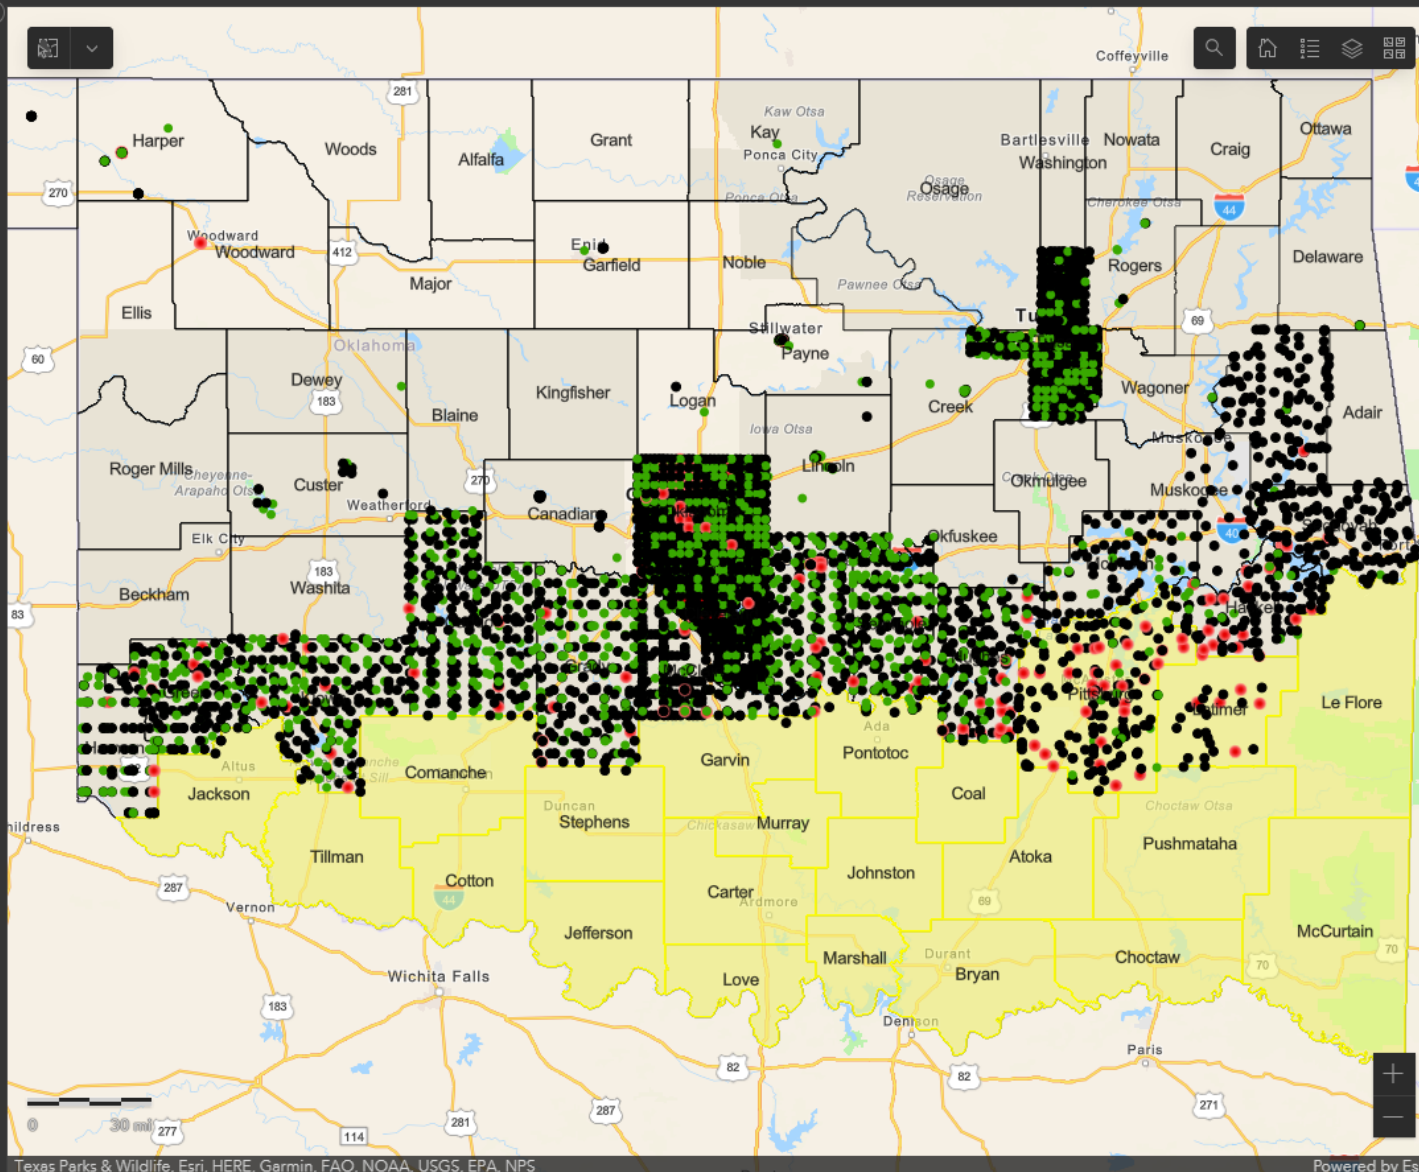 Coffeyville
281
Harper
Woods
Alfalfa
Grant
Kaw Otsa
Kay
Ponca City
Bartlesville
Washington
Nowata
Craig
Ottawa
270
Ponca Otsa
Osage
Osage
Reservation
Cherokee Otsa
44
Woodward
Woodward
412
Enid
Garfield
Major
Noble
Pawnee Otsa
Rogers
Delaware
Ellis
Stillwater
Payne
69
60
Oklahoma
Dewey
183
Kingfisher
Blaine
Logan
Iowa Otsa
Creek
Wagoner
Adair
Roger Mills
Cheyenne-
Arapaho Otsa
Custer
270
Weatherford
Canadian
Lincoln
Okmulgee
Muskogee
Muskogee
40
Elk City
Okfuskee
183
Washita
Beckham
83
Grady
Pittsburg
Latimer
Le Flore
Altus
Jackson
Comanche
Garvin
Ada
Pontotoc
Coal
Choctaw Otsa
Duncan
Stephens
Chickasaw
Murray
Pushmataha
Tillman
Cotton
44
Carter
Ardmore
Johnston
Atoka
69
287
Vernon
Jefferson
Love
Marshall
Durant
Bryan
Choctaw
McCurtain
70
70
Wichita Falls
183
Denison
Paris
82
82
271
0
30 mi
277
281
287
114
Texas Parks & Wildlife, Esri, HERE, Garmin, FAO, NOAA, USGS, EPA, NPS
Powered by Es